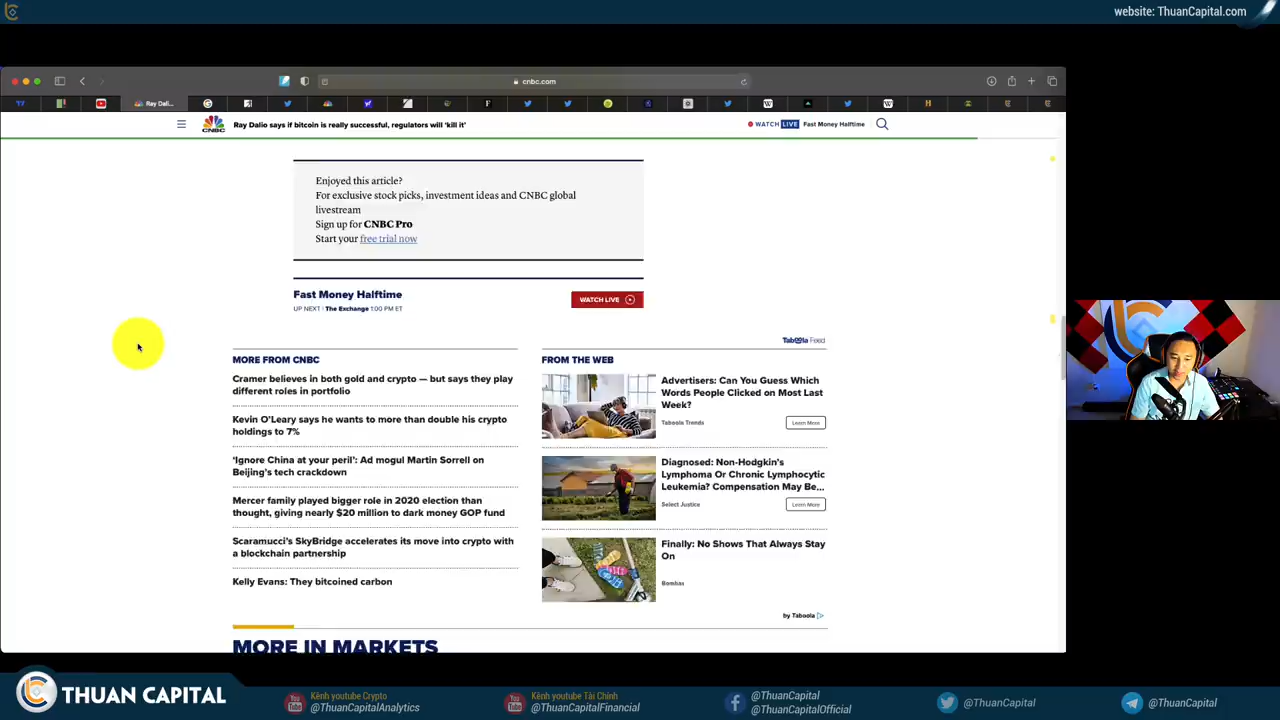 website: ThuanCapital.com
cnbc.com
Ray Dal...
CNBC
Ray Dalio says if bitcoin is really successful, regulators will 'kill it'
WATCH LIVE Fast Money Halftime
Enjoyed this article?
For exclusive stock picks, investment ideas and CNBC global
livestream
Sign up for CNBC Pro
Start your free trial now
Fast Money Halftime
UP NEXT | The Exchange 1:00 PM ET
WATCH LIVE
Taboola Feed
MORE FROM CNBC
Cramer believes in both gold and crypto — but says they play
different roles in portfolio
Kevin O'Leary says he wants to more than double his crypto
holdings to 7%
'Ignore China at your peril': Ad mogul Martin Sorrell on
Beijing's tech crackdown
Mercer family played bigger role in 2020 election than
thought, giving nearly $20 million to dark money GOP fund
Scaramucci's SkyBridge accelerates its move into crypto with
a blockchain partnership
Kelly Evans: They bitcoined carbon
FROM THE WEB
Advertisers: Can You Guess Which
Words People Clicked on Most Last
Week?
Taboola Trends
Learn More
Diagnosed: Non-Hodgkin's
Lymphoma Or Chronic Lymphocytic
Leukemia? Compensation May Be...
Select Justice
Learn More
Finally: No Shows That Always Stay
On
Bombas
by Taboola
MORE IN MARKETS
THUAN CAPITAL
Kênh youtube Crypto
@ThuanCapitalAnalytics
Kênh youtube Tài Chính
@ThuanCapitalFinancial
@ThuanCapital
@ThuanCapitalOfficial
@ThuanCapital
@ThuanCapital